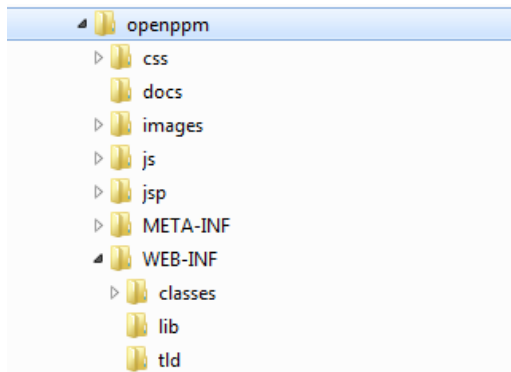 openppm
css
docs
images
js
jsp
META-INF
WEB-INF
classes
lib
tld